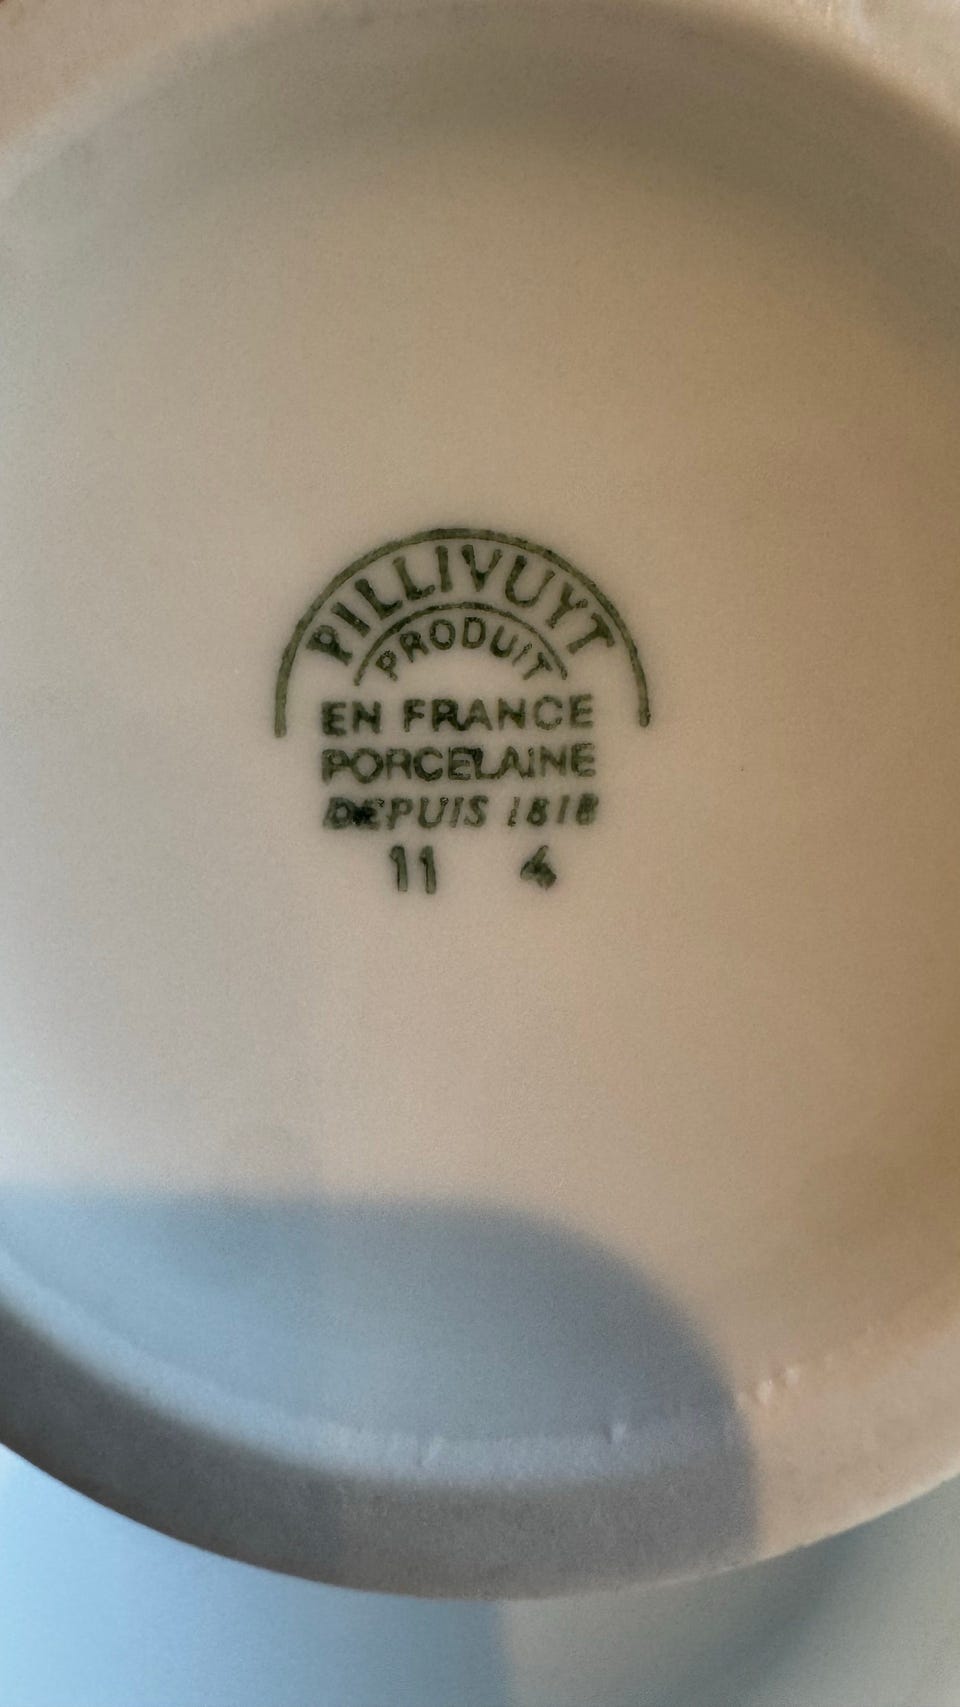 PILLIVUYT
PRODUIT
EN FRANCE
PORCELAINE
DEPUIS 1818
11 4